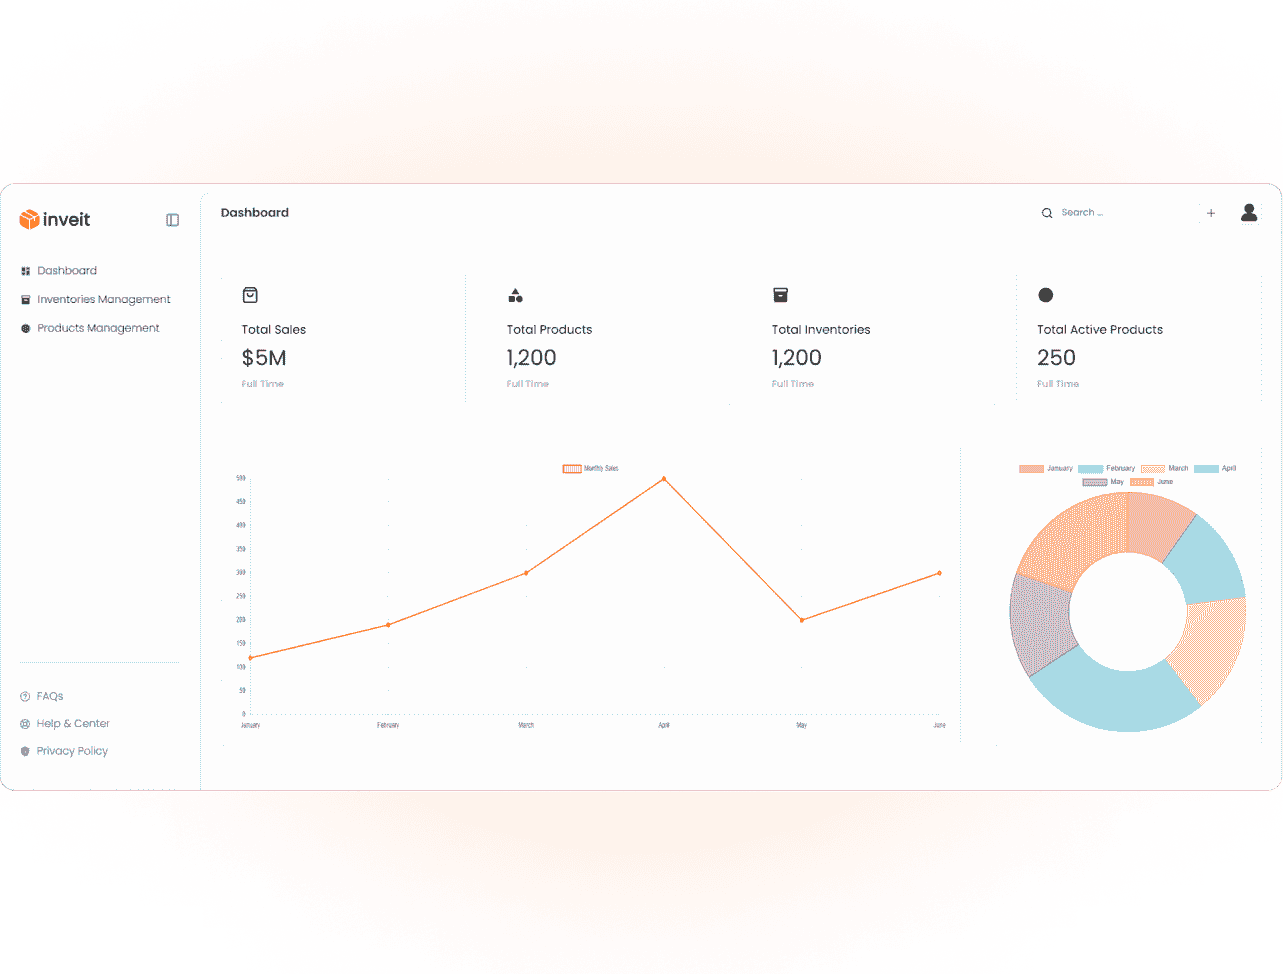 inveit
Dashboard
Inventories Management
Products Management
FAQs
Help & Center
Privacy Policy
Dashboard
Search ...
+
Total Sales
$5M
Full Time
Total Products
1,200
Full Time
Total Inventories
1,200
Full Time
Total Active Products
250
Full Time
Monthly Sales
500
450
400
350
300
250
200
150
100
50
0
January February March April May June
January February March April
May June